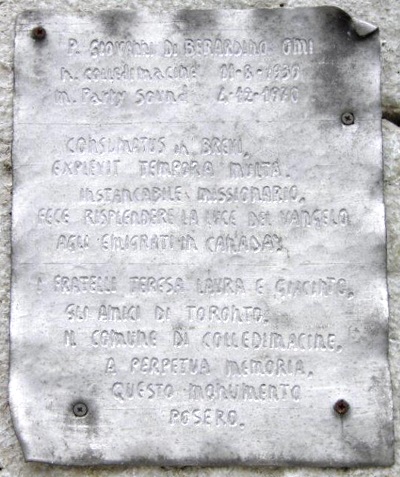 P. GIOVANNI DI BERARDINO OMI
n. colledimacine 11-8-1939
m. Parry Sound 4-12-1970
CONSUMATUS in BREVI,
EXPLEVIT TEMPORA MULTA.
INSTANCABILE MISSIONARIO,
FECE RISPLENDERE LA LUCE DEL VANGELO
AGLI EMIGRATI IN CANADA.
I FRATELLI TERESA LAURA E GIACINTO,
GLI AMICI DI TORONTO.
IL COMUNE DI COLLEDIMACINE,
A PERPETUA MEMORIA,
QUESTO MONUMENTO
POSERO.